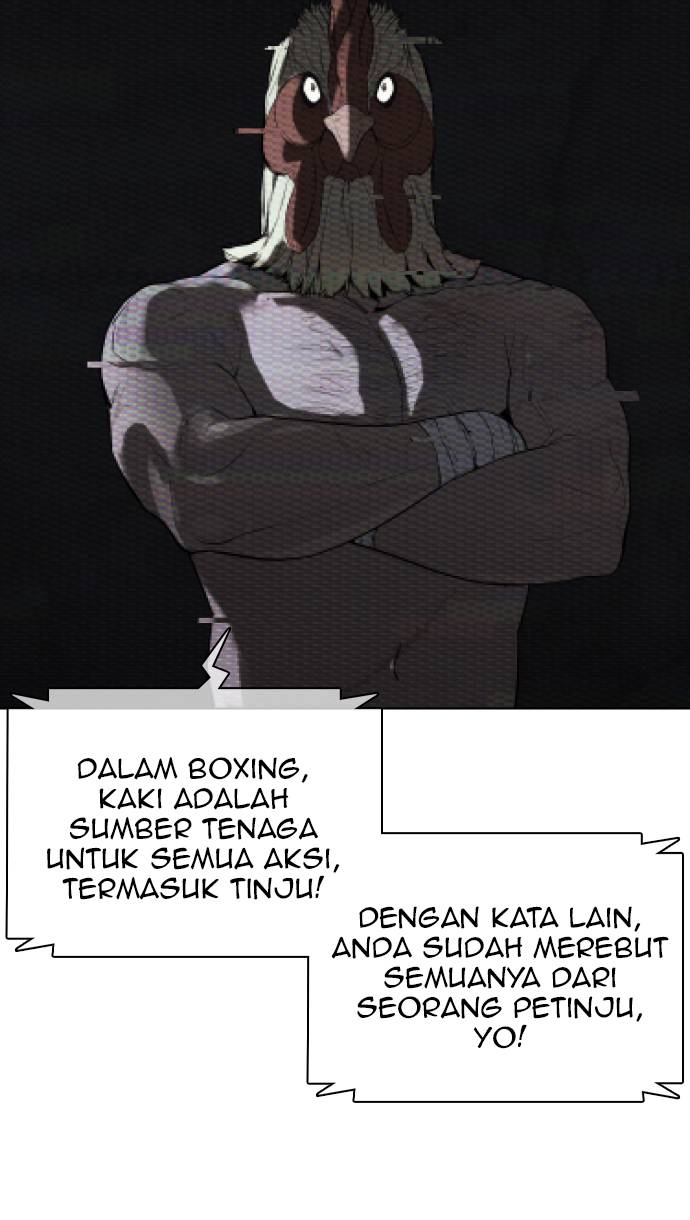 DALAM BOXING,
KAKI ADALAH
SUMBER TENAGA
UNTUK SEMUA AKSI,
TERMASUK TINJU!
DENGAN KATA LAIN,
ANDA SUDAH MEREBUT
SEMUANYA DARI
SEORANG PETINJU,
YO!